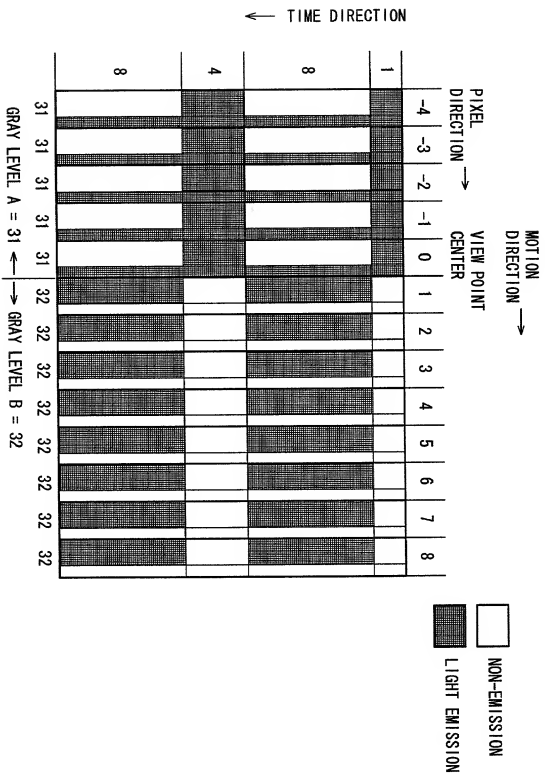 ← TIME DIRECTION
MOTION
DIRECTION →
PIXEL
DIRECTION →
VIEW POINT
CENTER
-4 -3 -2 -1 0 1 2 3 4 5 6 7 8
1
8
4
8
31 31 31 31 31 32 32 32 32 32 32 32 32
GRAY LEVEL A = 31 ← → GRAY LEVEL B = 32
NON-EMISSION
LIGHT EMISSION